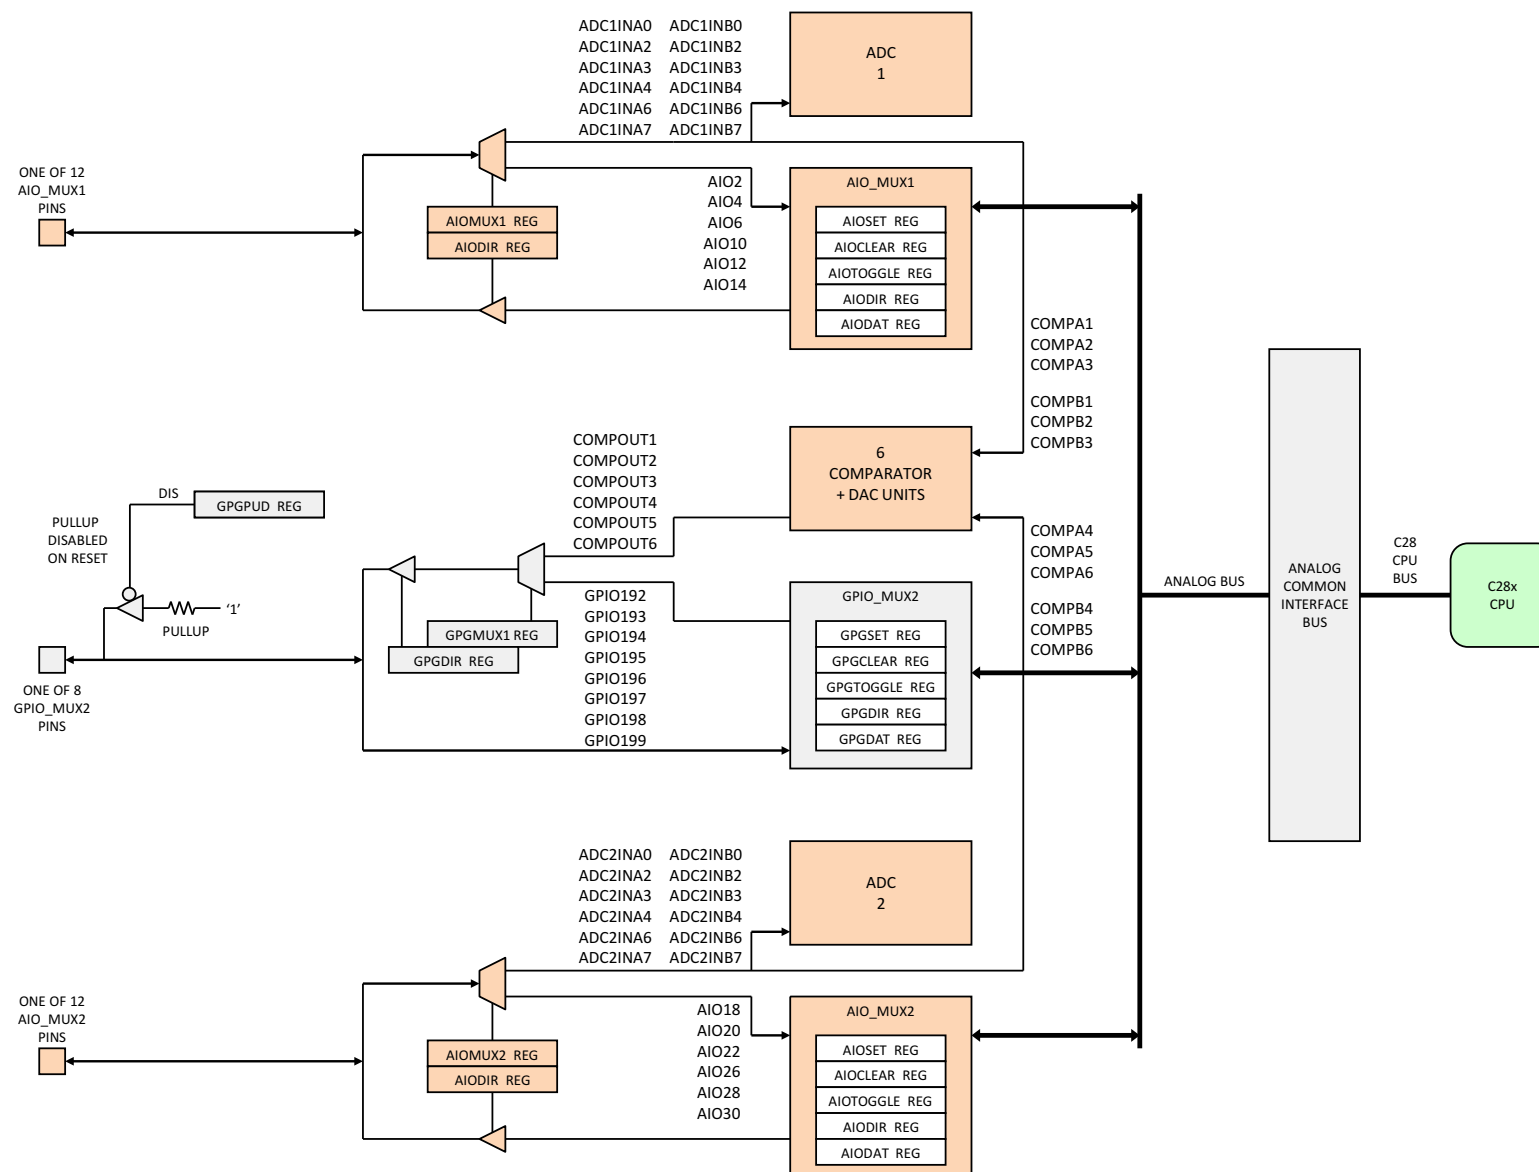 ADC1INA0 ADC1INB0
ADC1INA2 ADC1INB2
ADC1INA3 ADC1INB3
ADC1INA4 ADC1INB4
ADC1INA6 ADC1INB6
ADC1INA7 ADC1INB7
ADC
1
ONE OF 12
AIO_MUX1
PINS
AIOMUX1 REG
AIODIR REG
AIO2
AIO4
AIO6
AIO10
AIO12
AIO14
AIO_MUX1
AIOSET REG
AIOCLEAR REG
AIOTOGGLE REG
AIODIR REG
AIODAT REG
COMPA1
COMPA2
COMPA3
COMPB1
COMPB2
COMPB3
COMPOUT1
COMPOUT2
COMPOUT3
COMPOUT4
COMPOUT5
COMPOUT6
6
COMPARATOR
+ DAC UNITS
DIS
GPGPUD REG
PULLUP
DISABLED
ON RESET
‘1’
PULLUP
ONE OF 8
GPIO_MUX2
PINS
GPGMUX1 REG
GPGDIR REG
GPIO192
GPIO193
GPIO194
GPIO195
GPIO196
GPIO197
GPIO198
GPIO199
GPIO_MUX2
GPGSET REG
GPGCLEAR REG
GPGTOGGLE REG
GPGDIR REG
GPGDAT REG
COMPA4
COMPA5
COMPA6
COMPB4
COMPB5
COMPB6
ANALOG BUS
ANALOG
COMMON
INTERFACE
BUS
C28
CPU
BUS
C28x
CPU
ADC2INA0 ADC2INB0
ADC2INA2 ADC2INB2
ADC2INA3 ADC2INB3
ADC2INA4 ADC2INB4
ADC2INA6 ADC2INB6
ADC2INA7 ADC2INB7
ADC
2
ONE OF 12
AIO_MUX2
PINS
AIOMUX2 REG
AIODIR REG
AIO18
AIO20
AIO22
AIO26
AIO28
AIO30
AIO_MUX2
AIOSET REG
AIOCLEAR REG
AIOTOGGLE REG
AIODIR REG
AIODAT REG